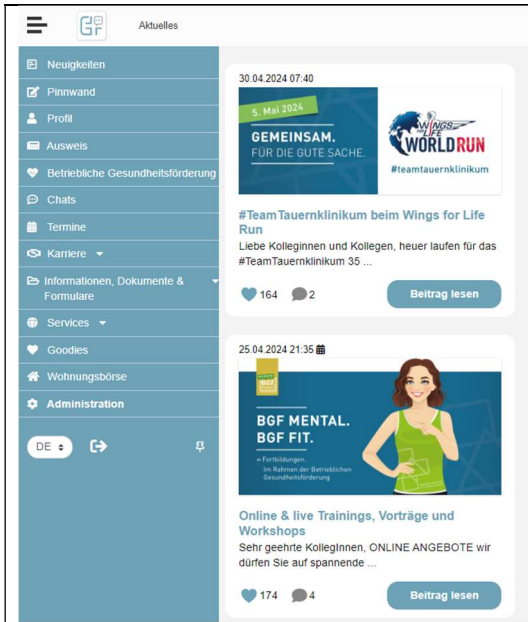 Aktuelles
Neuigkeiten
Pinnwand
Profil
Ausweis
Betriebliche Gesundheitsförderung
Chats
Termine
Karriere
Informationen, Dokumente &
Formulare
Services
Goodies
Wohnungsbörse
Administration
DE
30.04.2024 07:40
5. Mai 2024
GEMEINSAM.
FÜR DIE GUTE SACHE.
WINGS
FOR
LIFE
WORLD RUN
#teamtauernklinikum
#TeamTauernklinikum beim Wings for Life
Run
Liebe Kolleginnen und Kollegen, heuer laufen für das
#TeamTauernklinikum 35 ...
164
2
Beitrag lesen
25.04.2024 21:35
BGF
BGF MENTAL.
BGF FIT.
Fortbildungen.
Im Rahmen der Betrieblichen
Gesundheitsförderung
Online & live Trainings, Vorträge und
Workshops
Sehr geehrte KollegInnen, ONLINE ANGEBOTE wir
dürfen Sie auf spannende ...
174
4
Beitrag lesen